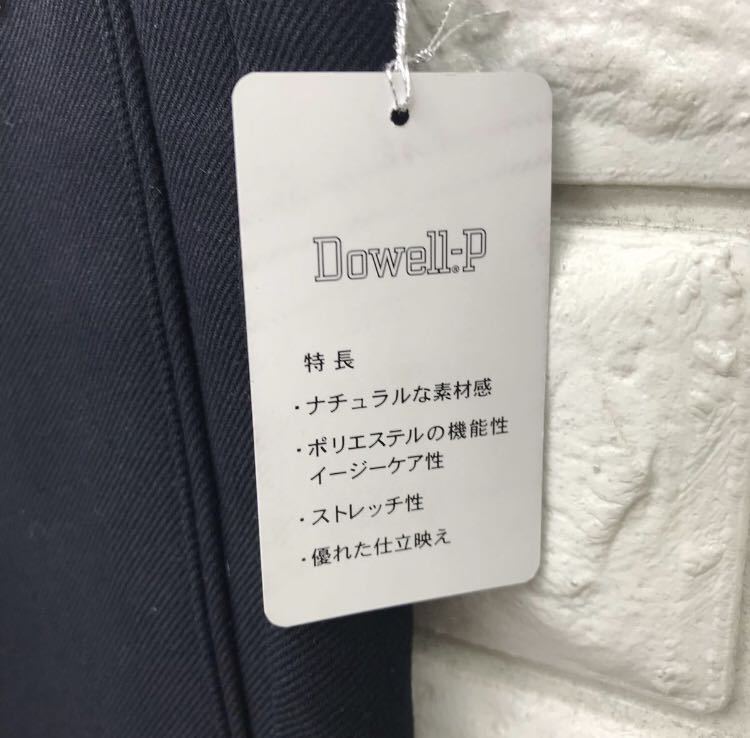 Dowell-P®
特長
・ナチュラルな素材感
・ポリエステルの機能性
イージーケア性
・ストレッチ性
・優れた仕立映え